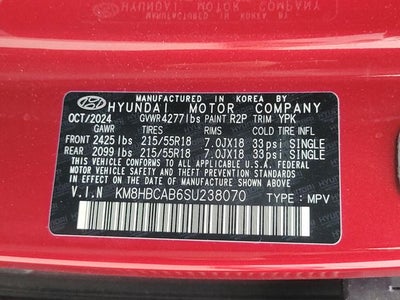 MANUFACTURED IN KOREA BY
HYUNDAI MOTOR COMPANY
OCT/2024 GVWR 4277lbs PAINT R2P TRIM YPK
GAWR TIRES RIMS COLD TIRE INFL
FRONT 2425lbs 215/55R18 7.0JX18 33psi SINGLE
REAR 2099lbs 215/55R18 7.0JX18 33psi SINGLE
THIS VEHICLE CONFORMS TO ALL APPLICABLE U.S.A. FEDERAL
MOTOR VEHICLE SAFETY, BUMPER, AND THEFT PREVENTION
STANDARDS IN EFFECT ON THE DATE OF MANUFACTURE
SHOWN ABOVE
V.I.N KM8HBCAB6SU238070 TYPE: MPV